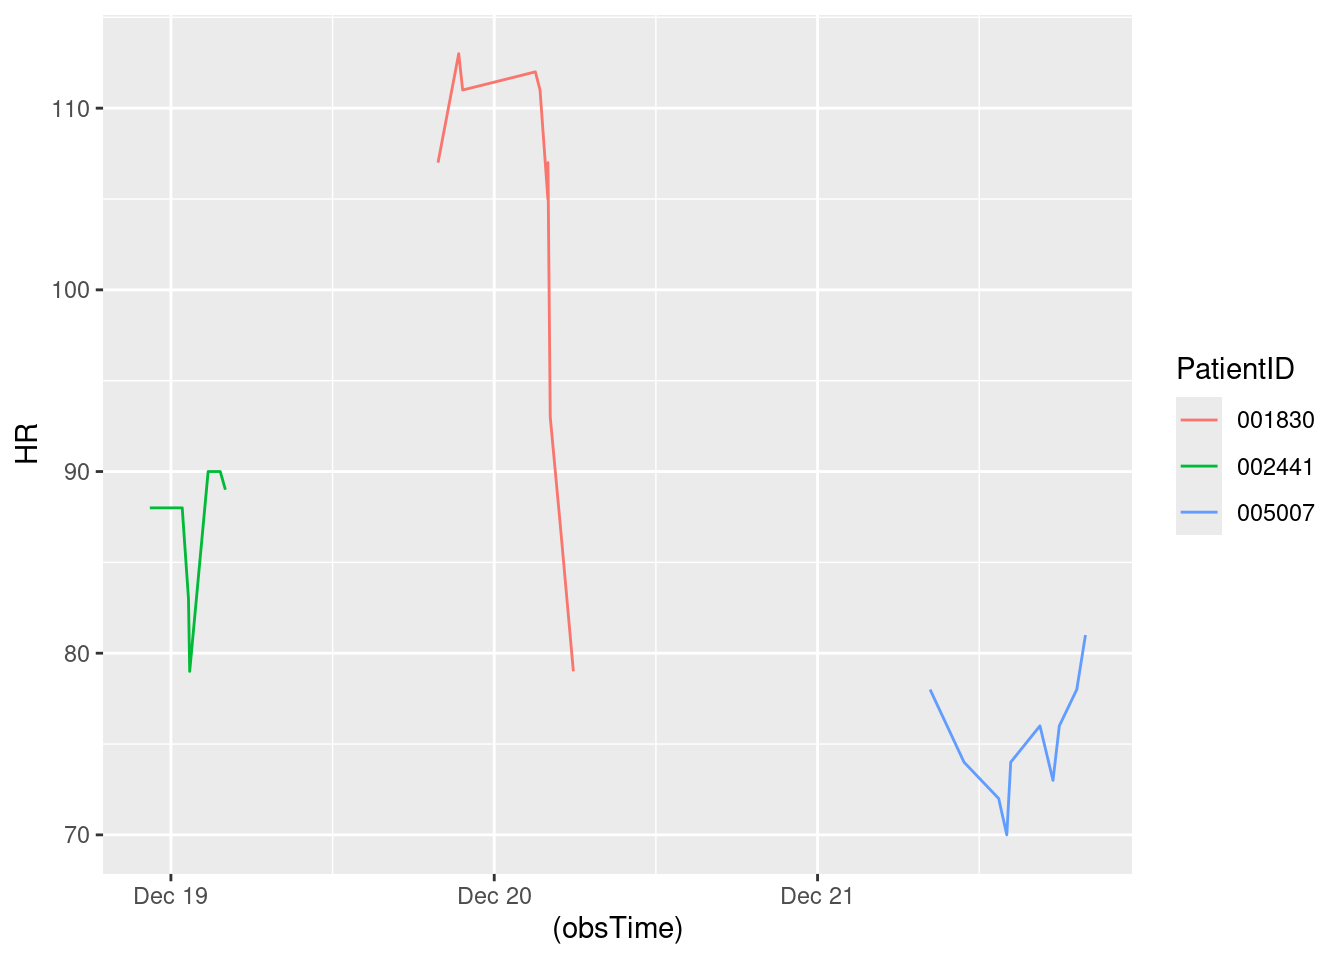 110
100
90
80
70
HR
Dec 19
Dec 20
Dec 21
(obsTime)
PatientID
001830
002441
005007